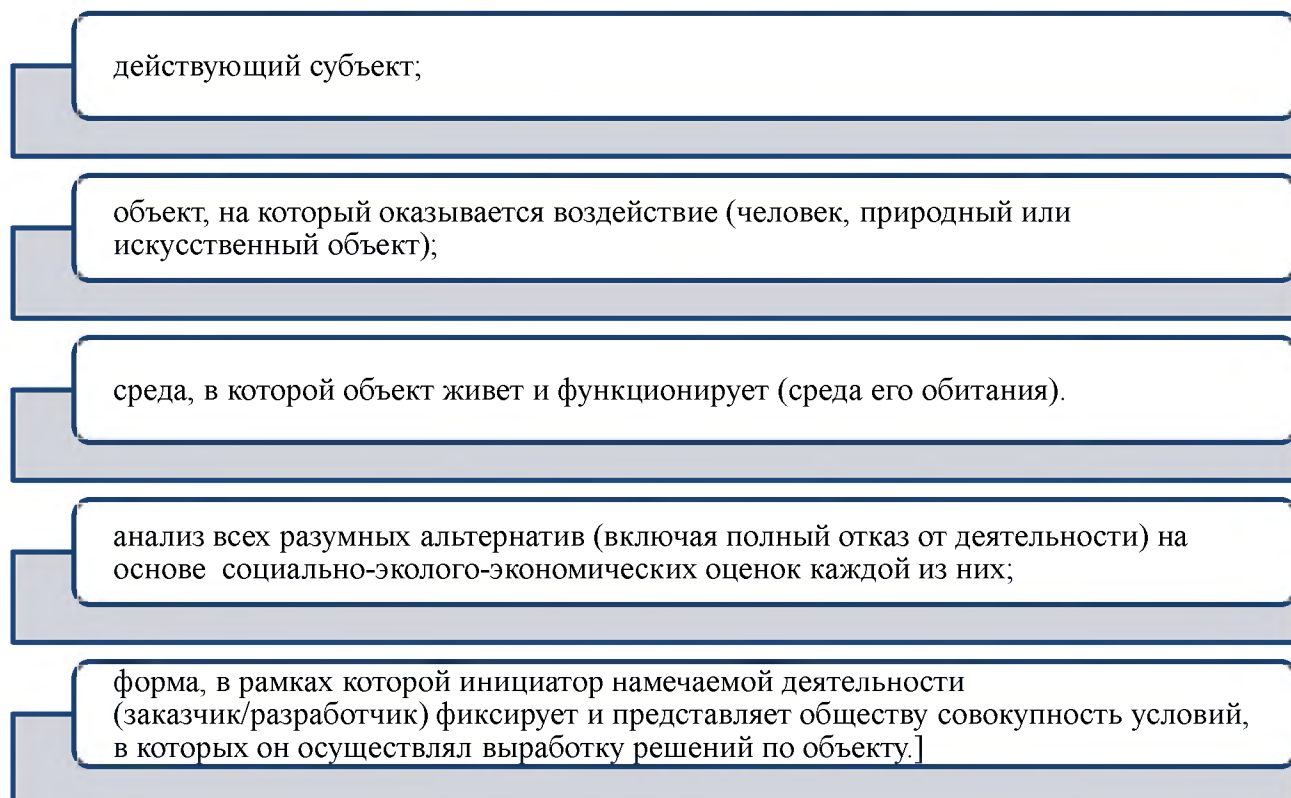 действующий субъект;
объект, на который оказывается воздействие (человек, природный или
искусственный объект);
среда, в которой объект живет и функционирует (среда его обитания).
анализ всех разумных альтернатив (включая полный отказ от деятельности) на
основе социально-эколого-экономических оценок каждой из них;
форма, в рамках которой инициатор намечаемой деятельности
(заказчик/разработчик) фиксирует и представляет обществу совокупность условий,
в которых он осуществлял выработку решений по объекту.]